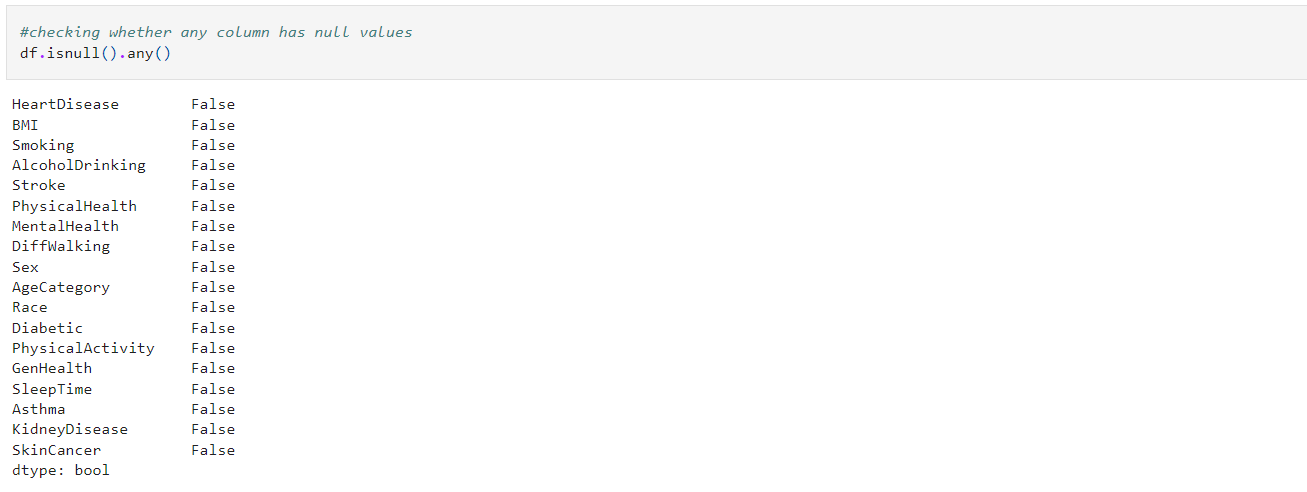 #checking whether any column has null values
df.isnull().any()
HeartDisease False
BMI False
Smoking False
AlcoholDrinking False
Stroke False
PhysicalHealth False
MentalHealth False
DiffWalking False
Sex False
AgeCategory False
Race False
Diabetic False
PhysicalActivity False
GenHealth False
SleepTime False
Asthma False
KidneyDisease False
SkinCancer False
dtype: bool